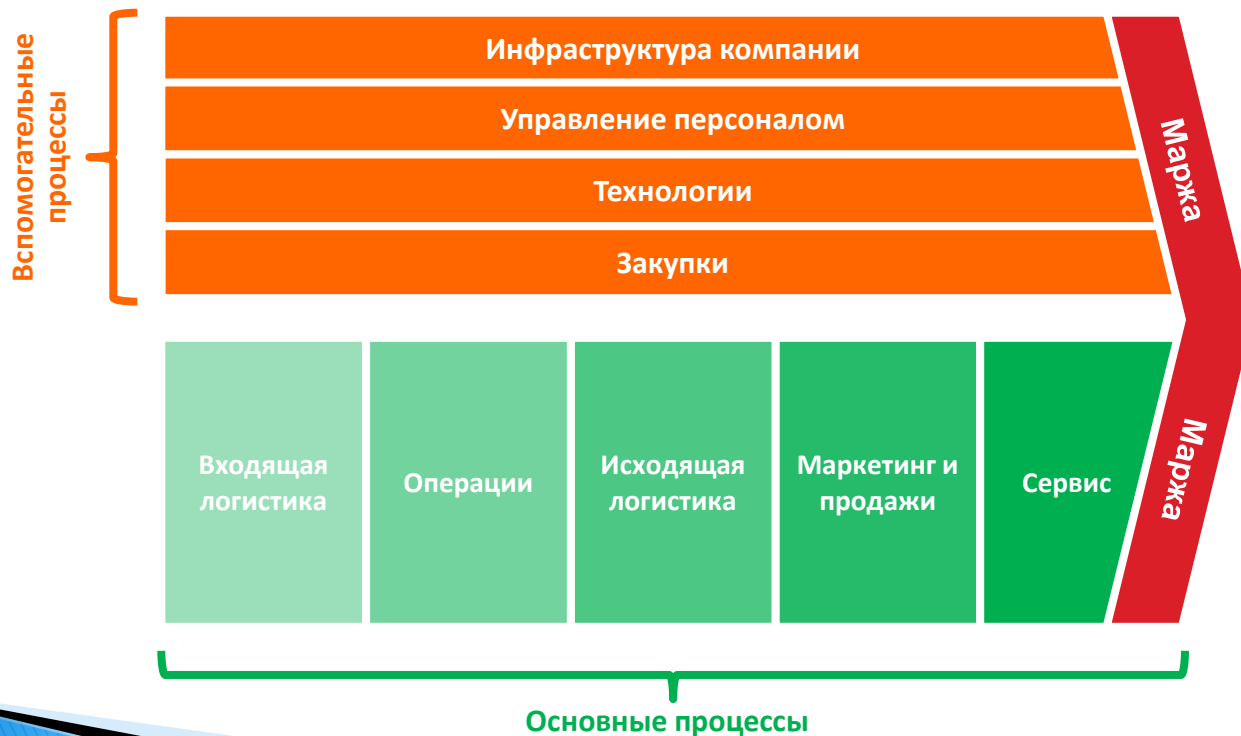 Вспомогательные
процессы
Инфраструктура компании
Управление персоналом
Технологии
Закупки
Маржа
Входящая
логистика
Операции
Исходящая
логистика
Маркетинг и
продажи
Сервис
Маржа
Основные процессы